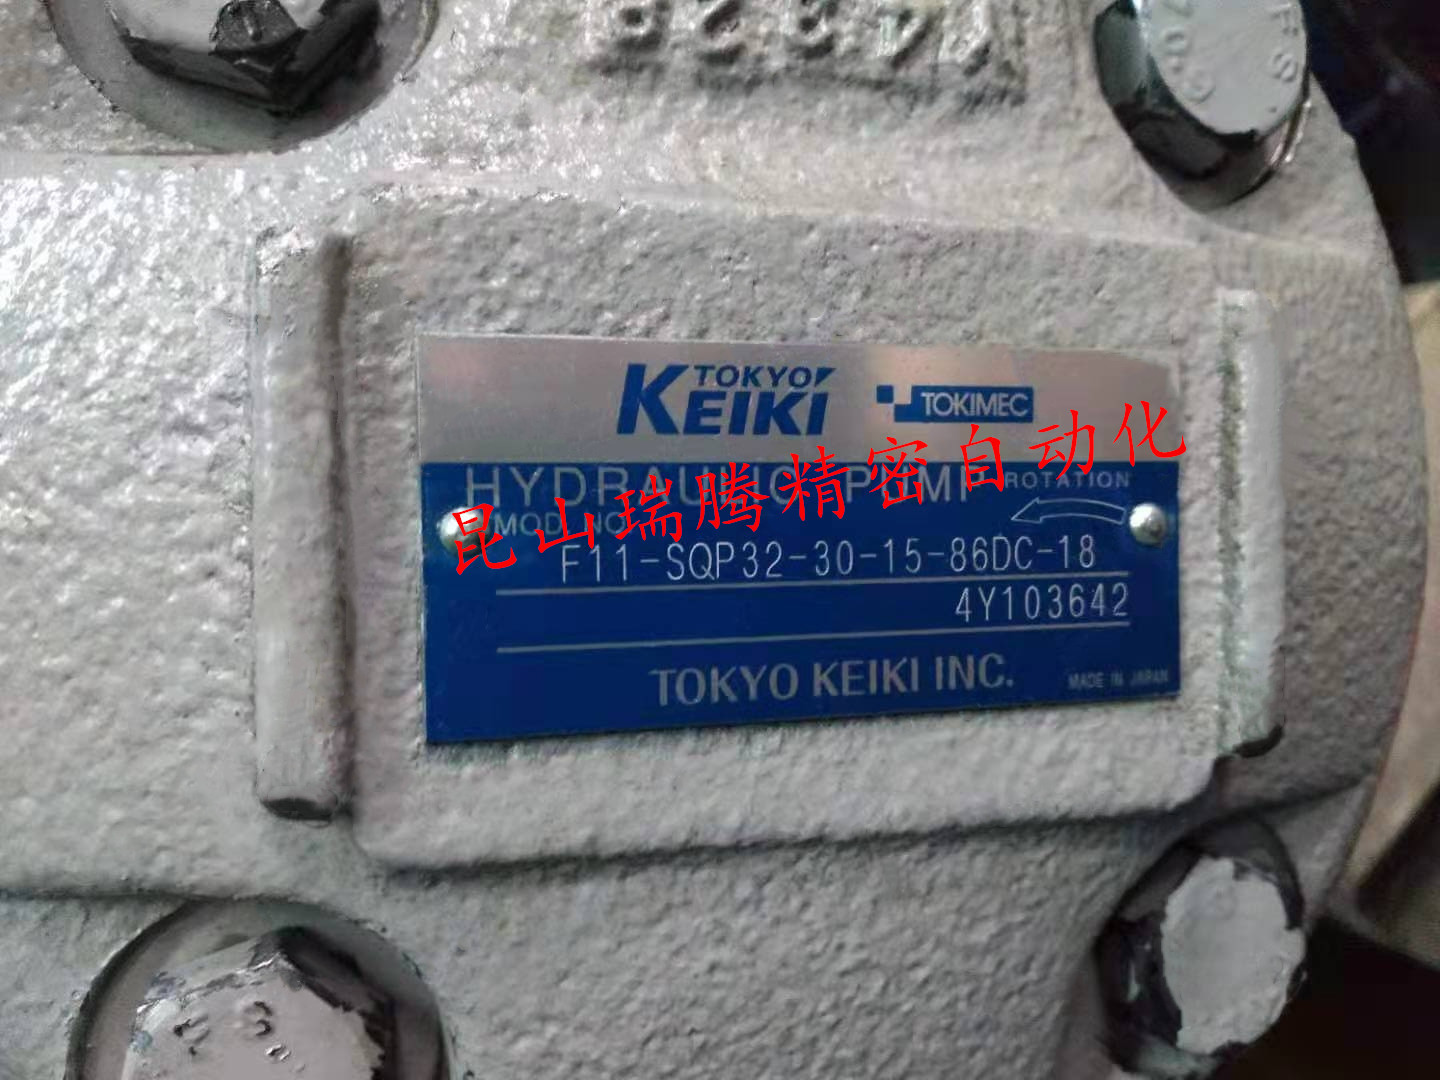 TOKYO
KEIKI
TOKIMEC
HYDRAULIC PUMP
ROTATION
MOD. NO.
昆山瑞腾精密自动化
F11-SQP32-30-15-86DC-18
4Y103642
TOKYO KEIKI INC.
MADE IN JAPAN